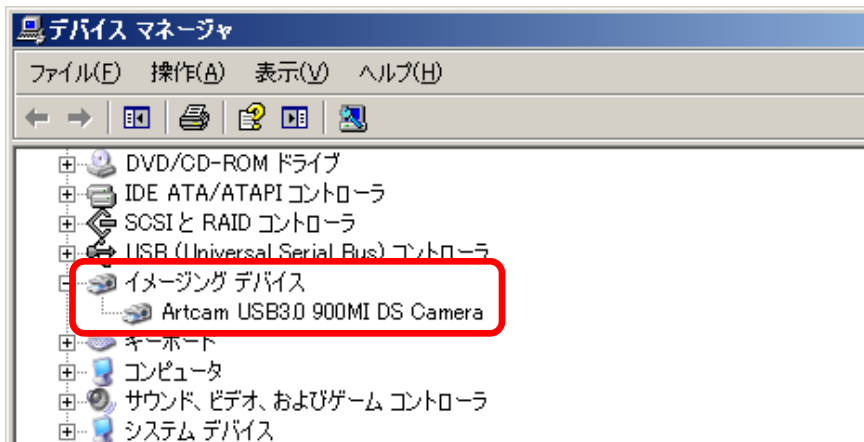 デバイス マネージャ
ファイル(F) 操作(A) 表示(V) ヘルプ(H)
DVD/CD-ROM ドライブ
IDE ATA/ATAPI コントローラ
SCSI と RAID コントローラ
USB (Universal Serial Bus) コントローラ
イメージング デバイス
Artcam USB3.0 900MI DS Camera
キーボード
コンピュータ
サウンド、ビデオ、およびゲーム コントローラ
システム デバイス